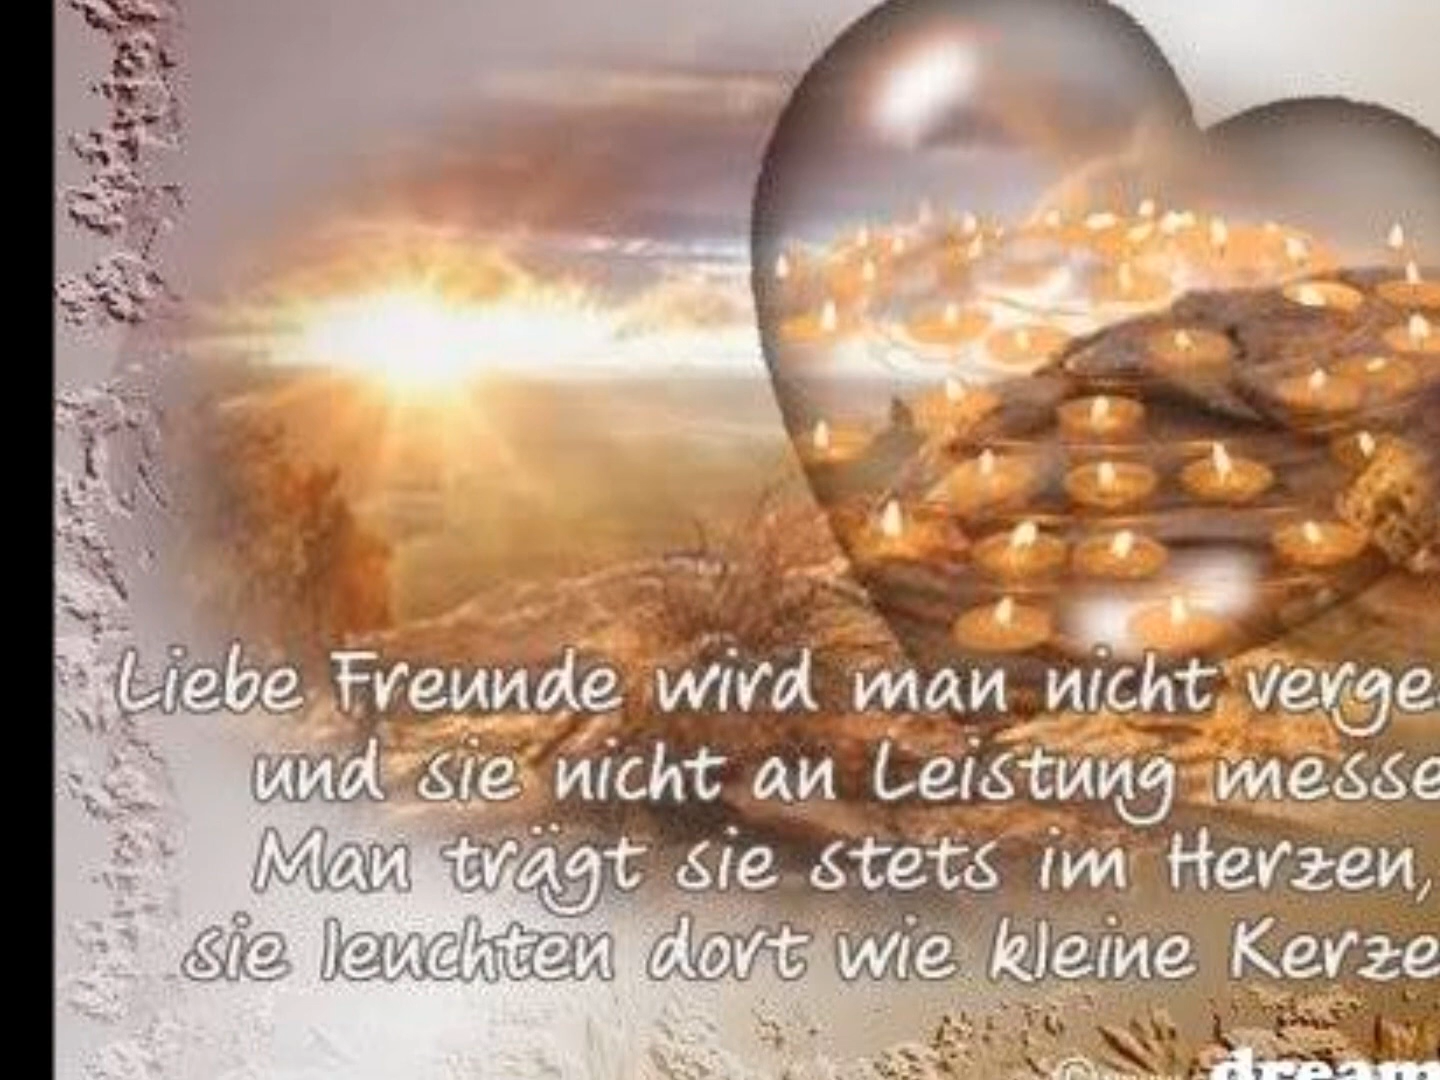 Liebe Freunde wird man nicht verge
und sie nicht an Leistung messe
Man trägt sie stets im Herzen,
sie leuchten dort wie kleine Kerze
dream